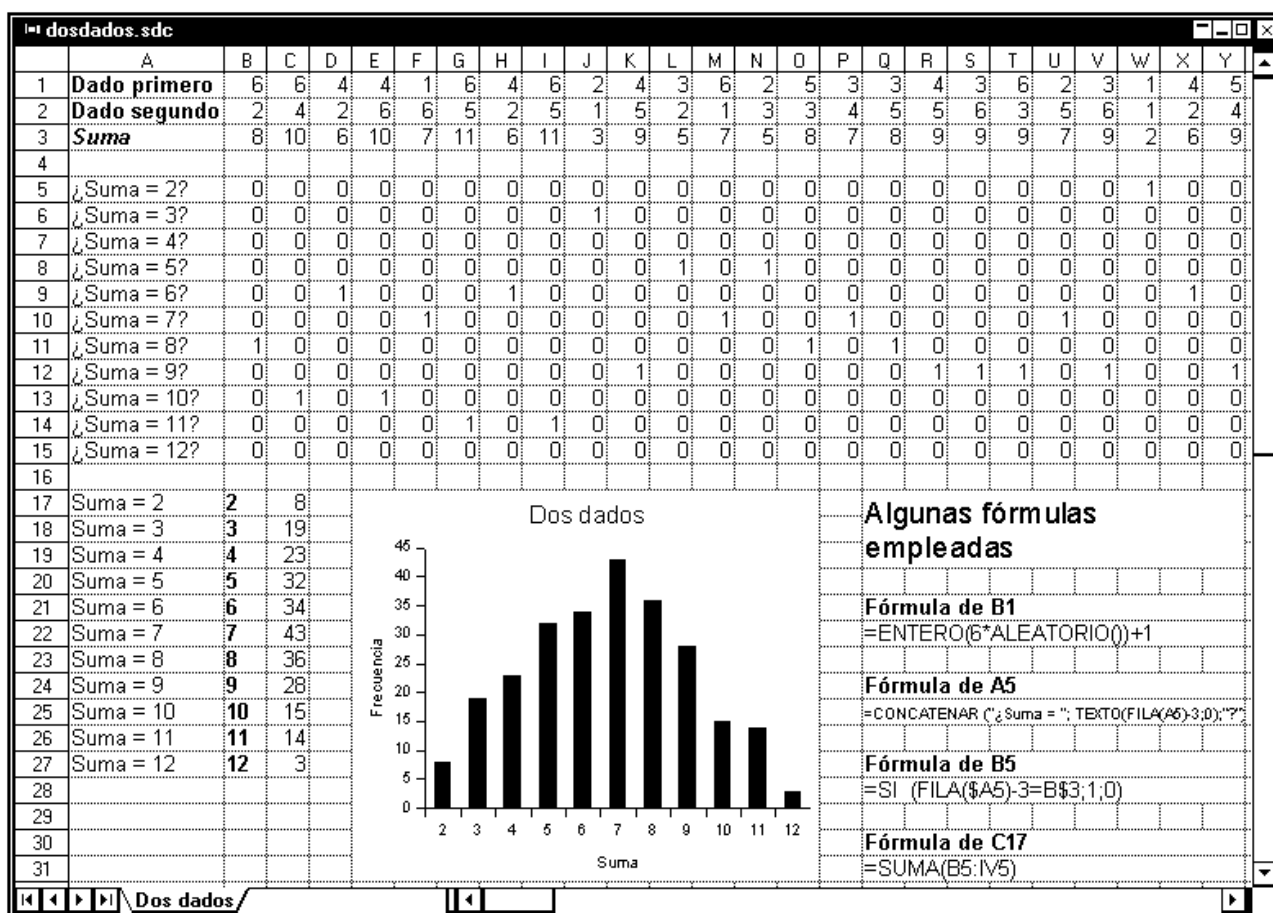 dosdados.sdc
A B C D E F G H I J K L M N O P Q R S T U V W X Y
1 Dado primero 6 6 4 4 1 6 4 6 2 4 3 6 2 5 3 3 4 3 6 2 3 1 4 5
2 Dado segundo 2 4 2 6 6 5 2 5 1 5 2 1 3 3 4 5 5 6 3 5 6 1 2 4
3 Suma 8 10 6 10 7 11 6 11 3 9 5 7 5 8 7 8 9 9 9 7 9 2 6 9
4
5 ¿Suma = 2? 0 0 0 0 0 0 0 0 0 0 0 0 0 0 0 0 0 0 0 0 0 1 0 0
6 ¿Suma = 3? 0 0 0 0 0 0 0 0 1 0 0 0 0 0 0 0 0 0 0 0 0 0 0 0
7 ¿Suma = 4? 0 0 0 0 0 0 0 0 0 0 0 0 0 0 0 0 0 0 0 0 0 0 0 0
8 ¿Suma = 5? 0 0 0 0 0 0 0 0 0 0 1 0 1 0 0 0 0 0 0 0 0 0 0 0
9 ¿Suma = 6? 0 0 1 0 0 0 1 0 0 0 0 0 0 0 0 0 0 0 0 0 0 0 1 0
10 ¿Suma = 7? 0 0 0 0 1 0 0 0 0 0 0 1 0 0 1 0 0 0 0 1 0 0 0 0
11 ¿Suma = 8? 1 0 0 0 0 0 0 0 0 0 0 0 0 1 0 1 0 0 0 0 0 0 0 0
12 ¿Suma = 9? 0 0 0 0 0 0 0 0 0 1 0 0 0 0 0 0 1 1 1 0 1 0 0 1
13 ¿Suma = 10? 0 1 0 1 0 0 0 0 0 0 0 0 0 0 0 0 0 0 0 0 0 0 0 0
14 ¿Suma = 11? 0 0 0 0 0 1 0 1 0 0 0 0 0 0 0 0 0 0 0 0 0 0 0 0
15 ¿Suma = 12? 0 0 0 0 0 0 0 0 0 0 0 0 0 0 0 0 0 0 0 0 0 0 0 0
16
17 Suma = 2 2 8
18 Suma = 3 3 19
19 Suma = 4 4 23
20 Suma = 5 5 32
21 Suma = 6 6 34
22 Suma = 7 7 43
23 Suma = 8 8 36
24 Suma = 9 9 28
25 Suma = 10 10 15
26 Suma = 11 11 14
27 Suma = 12 12 3
28
29
30
31
Dos dados
Frecuencia
45
40
35
30
25
20
15
10
5
0
2 3 4 5 6 7 8 9 10 11 12
Suma
Algunas fórmulas
empleadas
Fórmula de B1
=ENTERO(6*ALEATORIO())+1
Fórmula de A5
=CONCATENAR ("¿Suma = "; TEXTO(FILA(A5)-3;0);"?")
Fórmula de B5
=SI (FILA($A5)-3=B$3;1;0)
Fórmula de C17
=SUMA(B5:IV5)
Dos dados